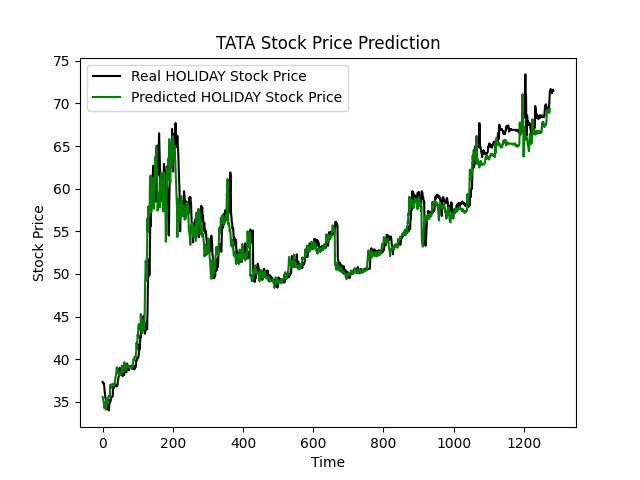 TATA Stock Price Prediction
Real HOLIDAY Stock Price
Predicted HOLIDAY Stock Price
75
70
65
60
55
50
45
40
35
Stock Price
0 200 400 600 800 1000 1200
Time